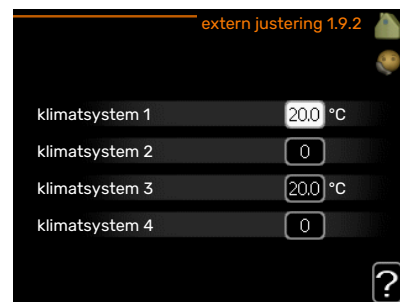 extern justering 1.9.2
klimatsystem 1 20.0 °C
klimatsystem 2 0
klimatsystem 3 20.0 °C
klimatsystem 4 0
?